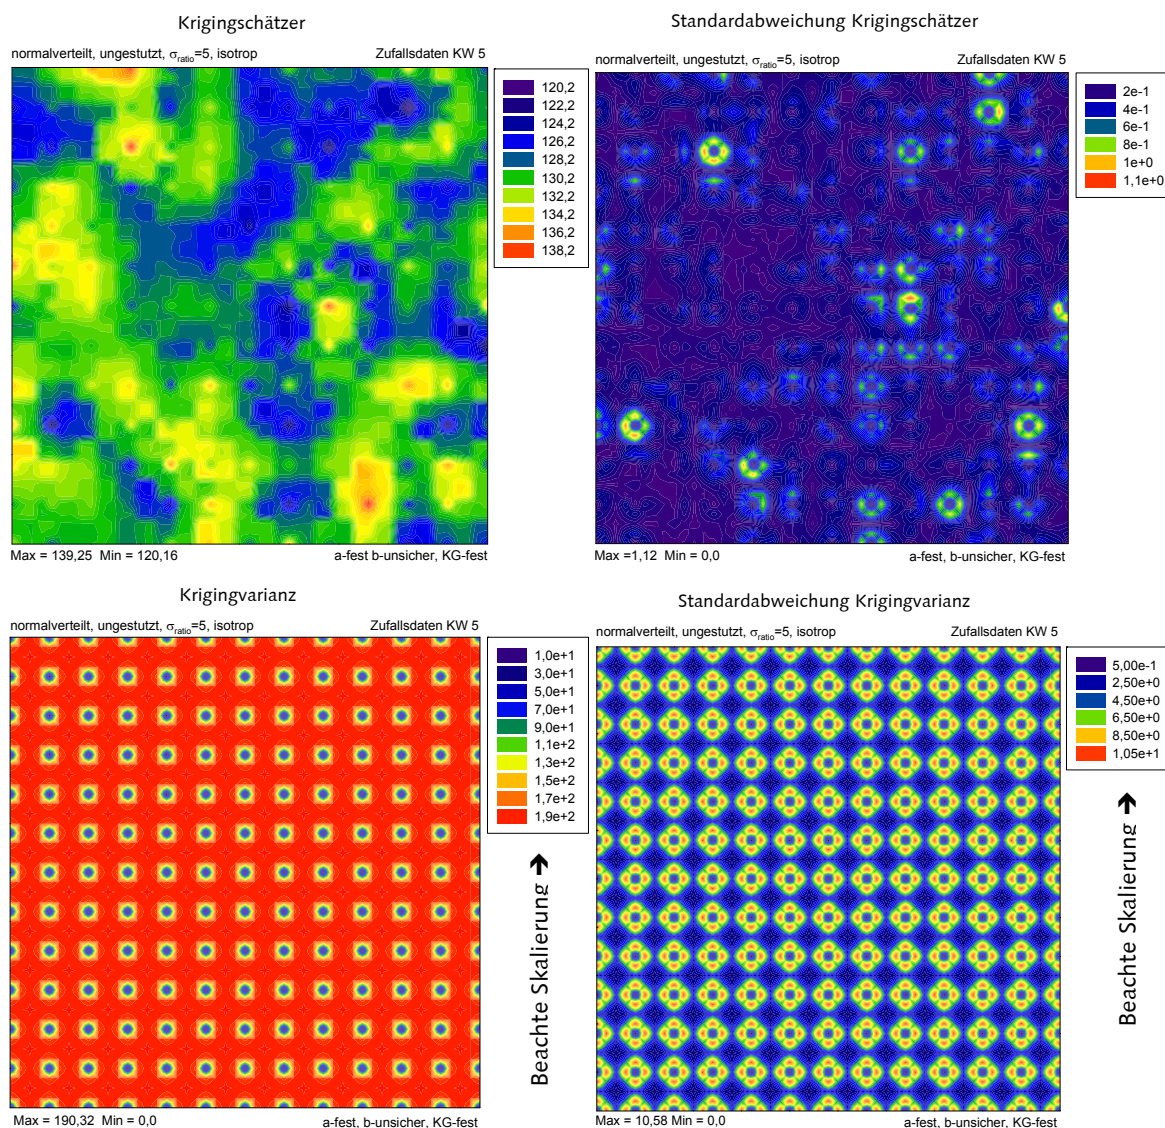 Krigingschätzer
normalverteilt, ungestutzt, σratio=5, isotrop Zufallsdaten KW 5
120,2
122,2
124,2
126,2
128,2
130,2
132,2
134,2
136,2
138,2
Max = 139,25 Min = 120,16 a-fest b-unsicher, KG-fest
Standardabweichung Krigingschätzer
normalverteilt, ungestutzt, σratio=5, isotrop Zufallsdaten KW 5
2e-1
4e-1
6e-1
8e-1
1e+0
1,1e+0
Max =1,12 Min = 0,0 a-fest, b-unsicher, KG-fest
Krigingvarianz
normalverteilt, ungestutzt, σratio=5, isotrop Zufallsdaten KW 5
1,0e+1
3,0e+1
5,0e+1
7,0e+1
9,0e+1
1,1e+2
1,3e+2
1,5e+2
1,7e+2
1,9e+2
Beachte Skalierung →
Max = 190,32 Min = 0,0 a-fest, b-unsicher, KG-fest
Standardabweichung Krigingvarianz
normalverteilt, ungestutzt, σratio=5, isotrop Zufallsdaten KW 5
5,00e-1
2,50e+0
4,50e+0
6,50e+0
8,50e+0
1,05e+1
Beachte Skalierung →
Max = 10,58 Min = 0,0 a-fest, b-unsicher, KG-fest